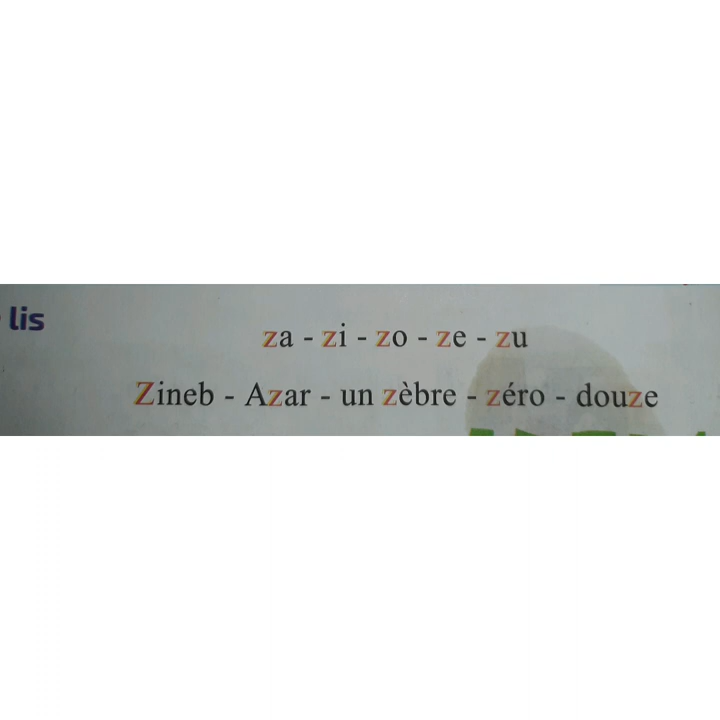 lis
za - zi - zo - ze - zu
Zineb - Azar - un zèbre - zéro - douze